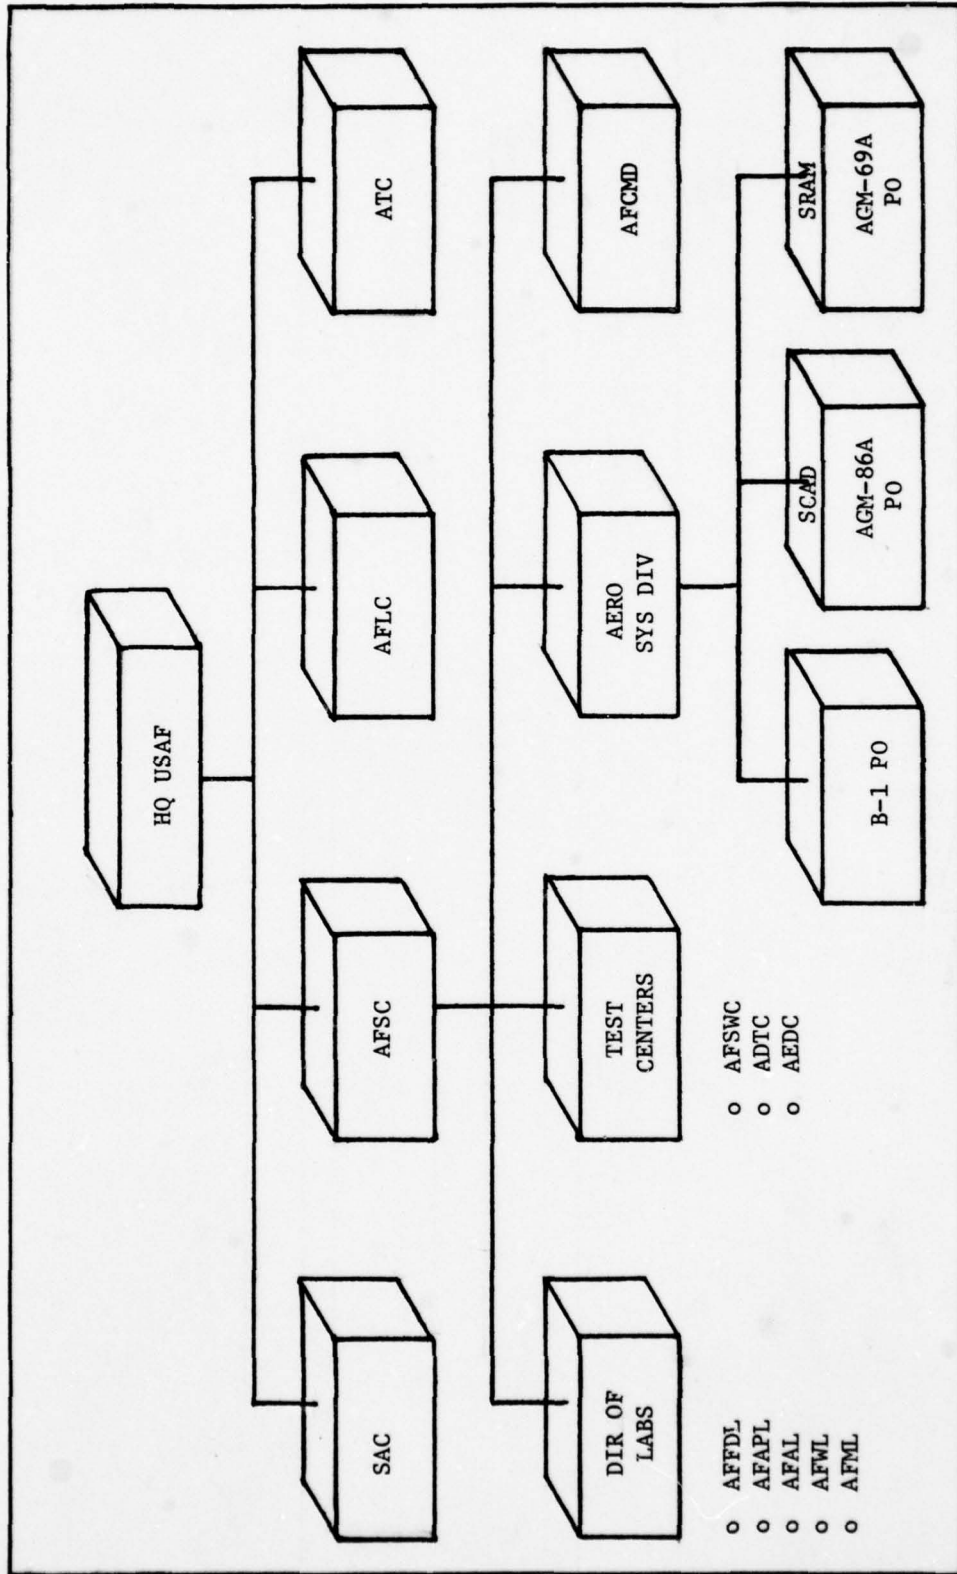 HQ USAF
SAC
AFSC
AFLC
ATC
DIR OF
LABS
TEST
CENTERS
AERO
SYS DIV
AFCMD
o AFFDL
o AFAPL
o AFAL
o AFWL
o AFML
o AFSWC
o ADTC
o AEDC
B-1 PO
SCAD
AGM-86A
PO
SRAM
AGM-69A
PO